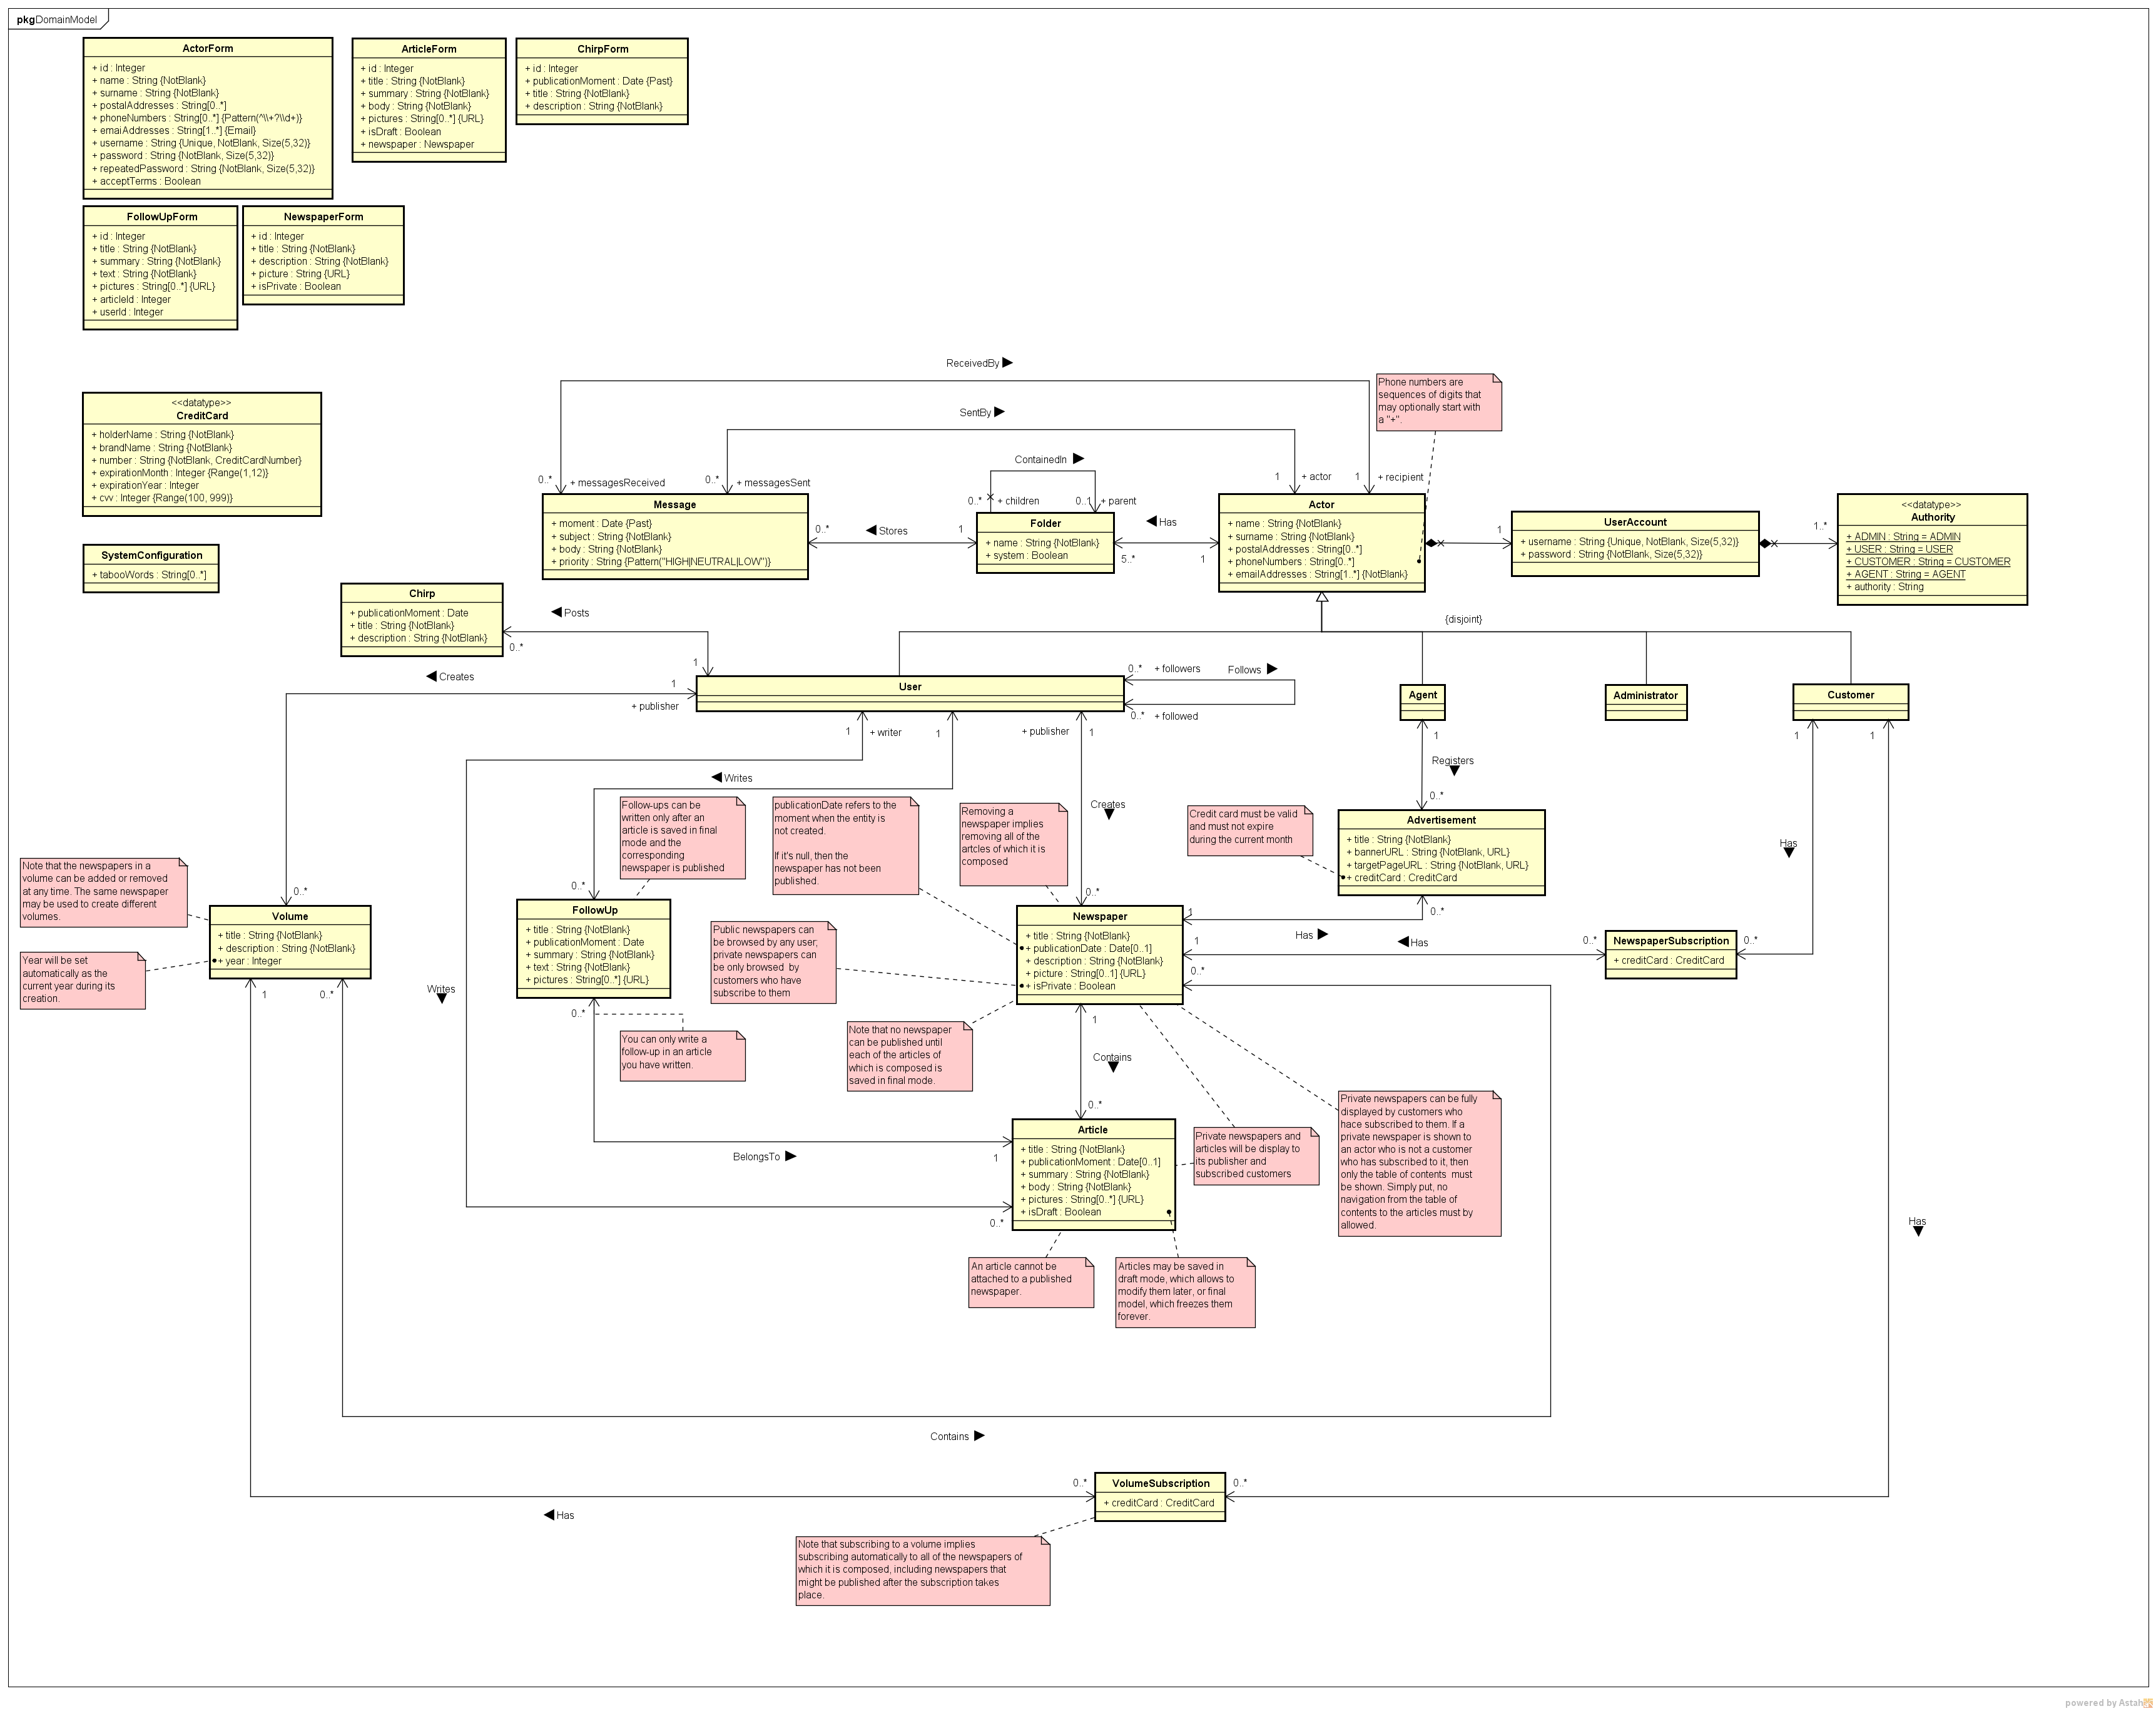 pkg DomainModel
ActorForm
+ id : Integer
+ name : String {NotBlank}
+ surname : String {NotBlank}
+ postalAddresses : String[0..*]
+ phoneNumbers : String[0..*] {Pattern(^\\+?\\d+)}
+ emaiAddresses : String[1..*] {Email}
+ username : String {Unique, NotBlank, Size(5,32)}
+ password : String {NotBlank, Size(5,32)}
+ repeatedPassword : String {NotBlank, Size(5,32)}
+ acceptTerms : Boolean
ArticleForm
+ id : Integer
+ title : String {NotBlank}
+ summary : String {NotBlank}
+ body : String {NotBlank}
+ pictures : String[0..*] {URL}
+ isDraft : Boolean
+ newspaper : Newspaper
ChirpForm
+ id : Integer
+ publicationMoment : Date {Past}
+ title : String {NotBlank}
+ description : String {NotBlank}
FollowUpForm
+ id : Integer
+ title : String {NotBlank}
+ summary : String {NotBlank}
+ text : String {NotBlank}
+ pictures : String[0..*] {URL}
+ articleId : Integer
+ userId : Integer
NewspaperForm
+ id : Integer
+ title : String {NotBlank}
+ description : String {NotBlank}
+ picture : String {URL}
+ isPrivate : Boolean
<<datatype>>
CreditCard
+ holderName : String {NotBlank}
+ brandName : String {NotBlank}
+ number : String {NotBlank, CreditCardNumber}
+ expirationMonth : Integer {Range(1,12)}
+ expirationYear : Integer
+ cvv : Integer {Range(100, 999)}
SystemConfiguration
+ tabooWords : String[0..*]
ReceivedBy
SentBy
ContainedIn
Phone numbers are
sequences of digits that
may optionally start with
a "+".
0..*
+ messagesReceived
0..*
+ messagesSent
0..*
+ children
0..1
+ parent
1
+ actor
1
+ recipient
Message
+ moment : Date {Past}
+ subject : String {NotBlank}
+ body : String {NotBlank}
+ priority : String {Pattern("HIGH|NEUTRAL|LOW")}
0..*
Stores
1
Folder
+ name : String {NotBlank}
+ system : Boolean
Has
5..*
1
Actor
+ name : String {NotBlank}
+ surname : String {NotBlank}
+ postalAddresses : String[0..*]
+ phoneNumbers : String[0..*]
+ emailAddresses : String[1..*] {NotBlank}
1
UserAccount
+ username : String {Unique, NotBlank, Size(5,32)}
+ password : String {NotBlank, Size(5,32)}
1..*
<<datatype>>
Authority
+ ADMIN : String = ADMIN
+ USER : String = USER
+ CUSTOMER : String = CUSTOMER
+ AGENT : String = AGENT
+ authority : String
Chirp
+ publicationMoment : Date
+ title : String {NotBlank}
+ description : String {NotBlank}
Posts
0..*
1
{disjoint}
Creates
1
+ publisher
User
0..*
+ followers
Follows
0..*
+ followed
Agent
Administrator
Customer
1
+ writer
1
+ publisher
1
1
1
1
Writes
Creates
Registers
0..*
Has
Follow-ups can be
written only after an
article is saved in final
mode and the
corresponding
newspaper is published
publicationDate refers to the
moment when the entity is
not created.
If it's null, then the
newspaper has not been
published.
Removing a
newspaper implies
removing all of the
artcles of which it is
composed
Credit card must be valid
and must not expire
during the current month
Advertisement
+ title : String {NotBlank}
+ bannerURL : String {NotBlank, URL}
+ targetPageURL : String {NotBlank, URL}
+ creditCard : CreditCard
Note that the newspapers in a
volume can be added or removed
at any time. The same newspaper
may be used to create different
volumes.
Year will be set
automatically as the
current year during its
creation.
0..*
Volume
+ title : String {NotBlank}
+ description : String {NotBlank}
+ year : Integer
1
0..*
Writes
0..*
FollowUp
+ title : String {NotBlank}
+ publicationMoment : Date
+ summary : String {NotBlank}
+ text : String {NotBlank}
+ pictures : String[0..*] {URL}
0..*
You can only write a
follow-up in an article
you have written.
Public newspapers can
be browsed by any user;
private newspapers can
be only browsed by
customers who have
subscribe to them
0..*
Newspaper
+ title : String {NotBlank}
+ publicationDate : Date[0..1]
+ description : String {NotBlank}
+ picture : String[0..1] {URL}
+ isPrivate : Boolean
1
0..*
Has
Has
1
0..*
0..*
NewspaperSubscription
+ creditCard : CreditCard
0..*
Note that no newspaper
can be published until
each of the articles of
which is composed is
saved in final mode.
1
Contains
0..*
Article
+ title : String {NotBlank}
+ publicationMoment : Date[0..1]
+ summary : String {NotBlank}
+ body : String {NotBlank}
+ pictures : String[0..*] {URL}
+ isDraft : Boolean
BelongsTo
1
0..*
Private newspapers and
articles will be display to
its publisher and
subscribed customers
Private newspapers can be fully
displayed by customers who
hace subscribed to them. If a
private newspaper is shown to
an actor who is not a customer
who has subscribed to it, then
only the table of contents must
be shown. Simply put, no
navigation from the table of
contents to the articles must by
allowed.
An article cannot be
attached to a published
newspaper.
Articles may be saved in
draft mode, which allows to
modify them later, or final
model, which freezes them
forever.
Has
Contains
0..*
VolumeSubscription
+ creditCard : CreditCard
0..*
Has
Note that subscribing to a volume implies
subscribing automatically to all of the newspapers of
which it is composed, including newspapers that
might be published after the subscription takes
place.
powered by Astah